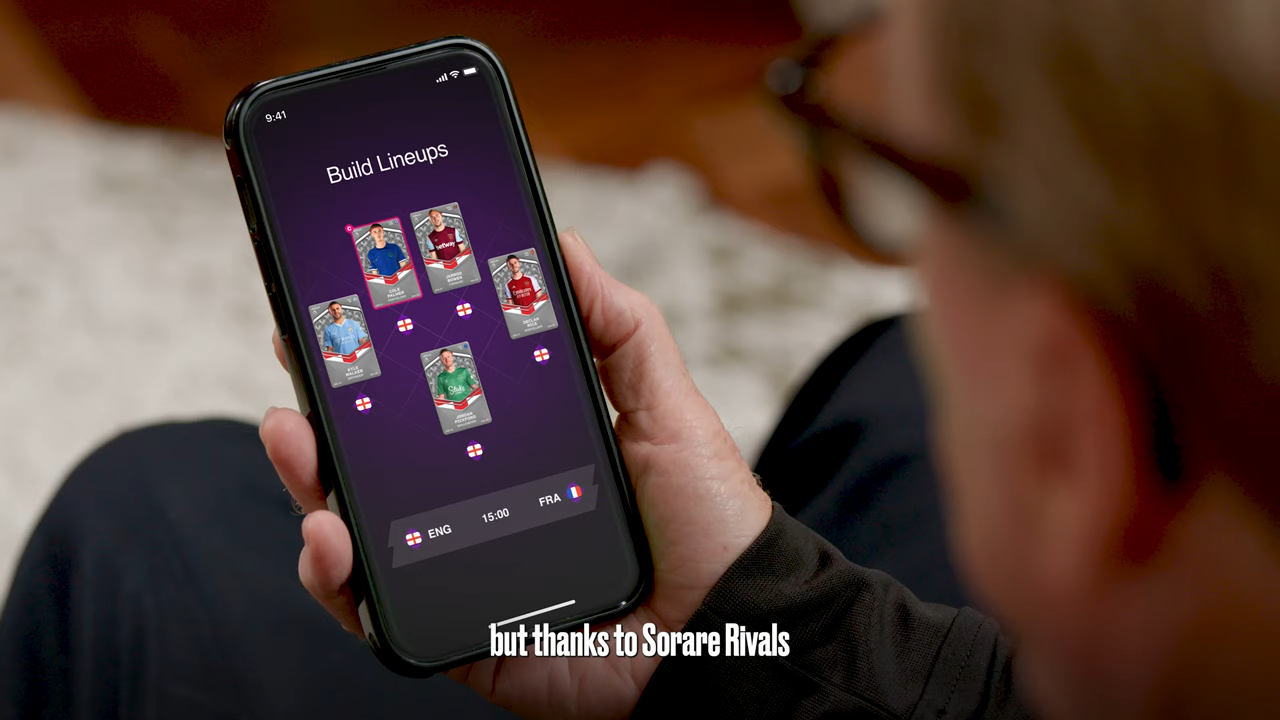 9:41
Build Lineups
COLE
PALMER
JARROD
BOWEN
betway
DECLAN
RICE
KYLE
WALKER
JORDAN
PICKFORD
ENG 15:00 FRA
but thanks to Sorare Rivals